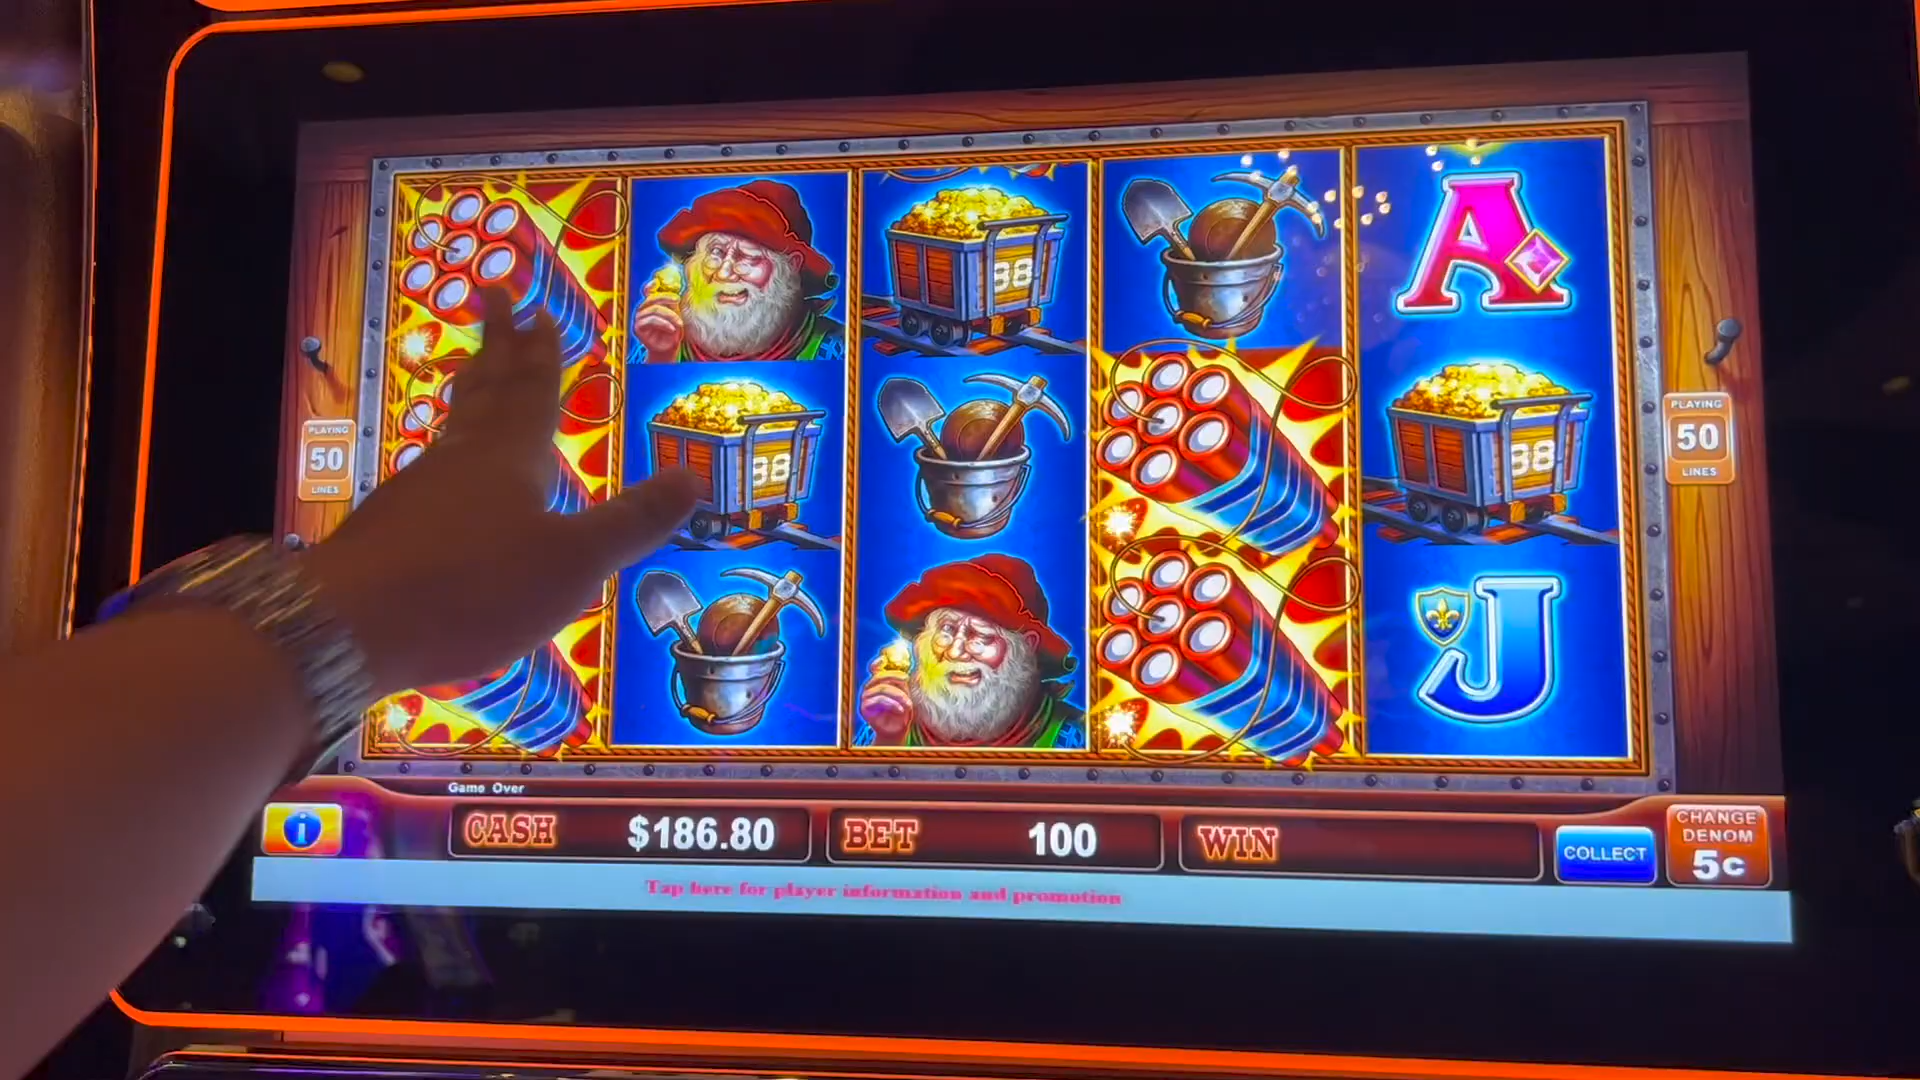 A
88
88
88
J
PLAYING
50
LINES
PLAYING
50
LINES
Game Over
i
CASH $186.80
BET 100
WIN
COLLECT
CHANGE
DENOM
5¢
Tap here for player information and promotion